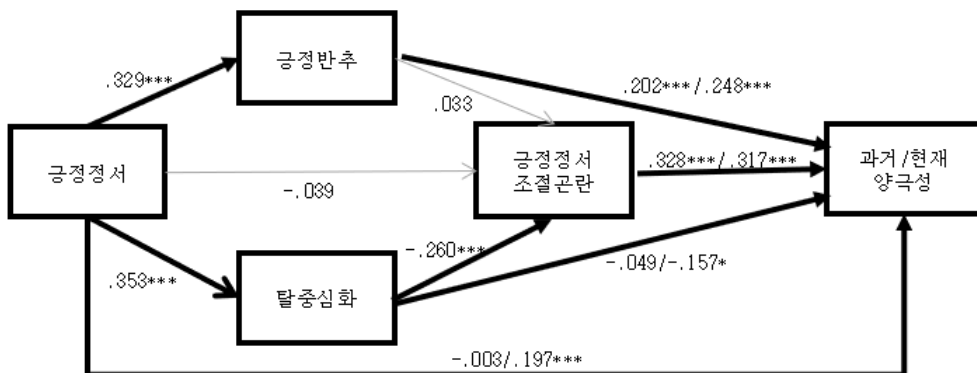 긍정반추
.329***
.202***/.248***
.033
긍정정서
-.039
긍정정서
조절곤란
.328***/.317***
과거/현재
양극성
.353***
탈중심화
-.260***
-.049/-.157*
-.003/.197***